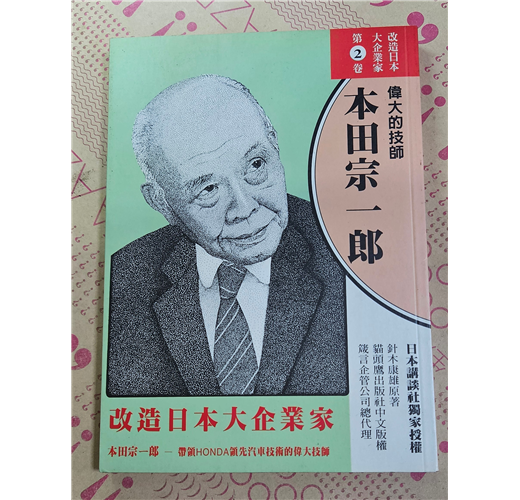 改造日本
大企業家
第2卷
偉大的技師
本田宗一郎
日本講談社獨家授權
針木康雄原著
貓頭鷹出版社中文版權
箴言企管公司總代理
改造日本大企業家
本田宗一郎 — 帶領HONDA領先汽車技術的偉大技師